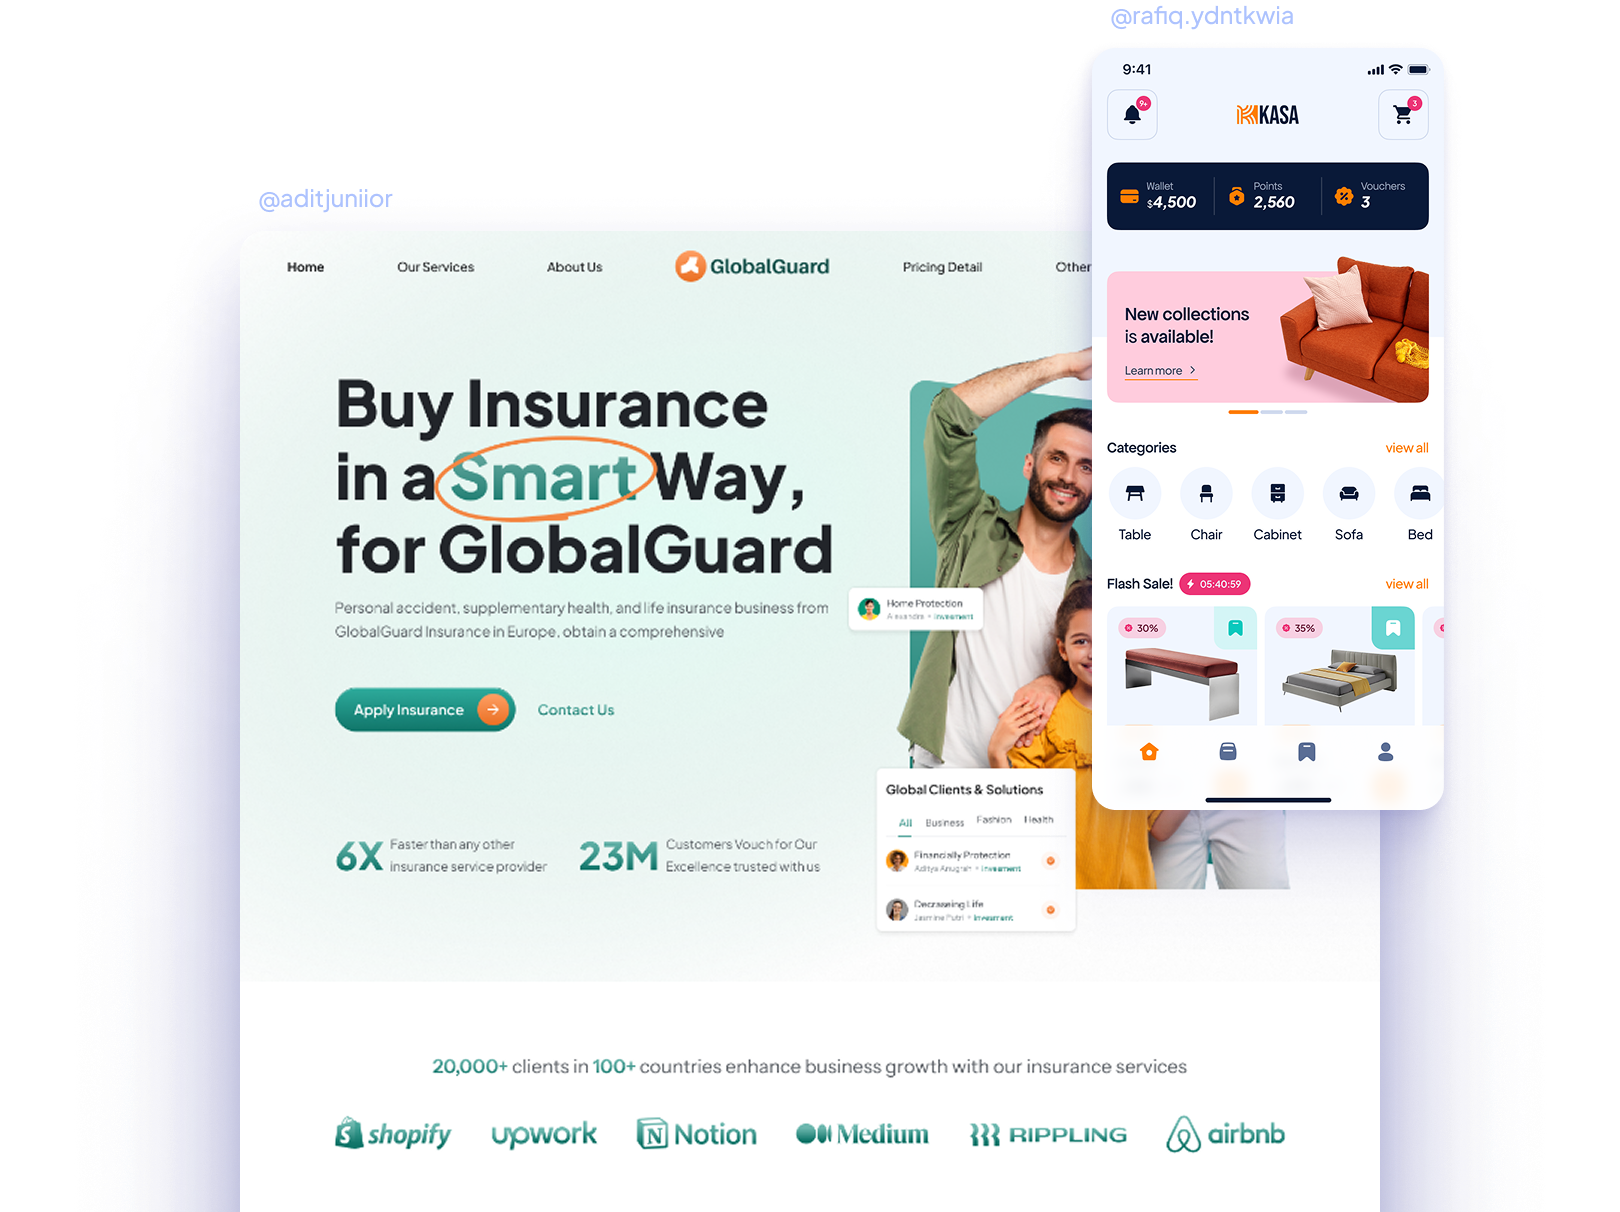 @rafiq.ydntkwia
9:41
9+
KASA
3
Wallet
$4,500
Points
2,560
Vouchers
3
New collections
is available!
Learn more
Categories
view all
Table
Chair
Cabinet
Sofa
Bed
Flash Sale!
05:40:59
view all
30%
35%
@aditjuniior
Home
Our Services
About Us
GlobalGuard
Pricing Detail
Other
Buy Insurance
in a Smart Way,
for GlobalGuard
Personal accident, supplementary health, and life insurance business from
GlobalGuard Insurance in Europe, obtain a comprehensive
Apply Insurance
Contact Us
Home Protection
Alexandre • Invesment
6X
Faster than any other
insurance service provider
23M
Customers Vouch for Our
Excellence trusted with us
Global Clients & Solutions
All
Business
Fashion
Health
Financially Protection
Aditya Anugrah • Invesment
Decraseing Life
Jasmine Putri • Invesment
20,000+ clients in 100+ countries enhance business growth with our insurance services
shopify
upwork
Notion
Medium
RIPPLING
airbnb